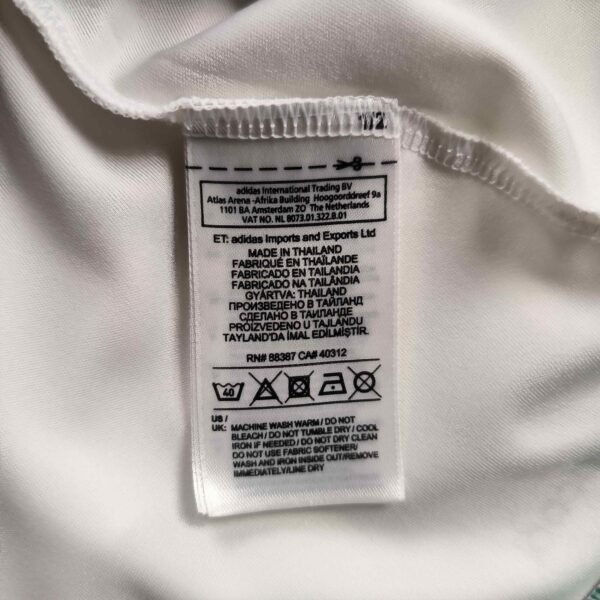 1/2
adidas International Trading BV
Atlas Arena -Afrika Building Hoogoorddreef 9a
1101 BA Amsterdam ZO The Netherlands
VAT NO. NL 8073.01.322.B.01
ET: adidas Imports and Exports Ltd
MADE IN THAILAND
FABRIQUÉ EN THAÏLANDE
FABRICADO EN TAILANDIA
FABRICADO NA TAILÂNDIA
GYÁRTVA: THAILAND
ПРОИЗВЕДЕНО В ТАЙЛАНД
СДЕЛАНО В ТАИЛАНДЕ
PROIZVEDENO U TAJLANDU
TAYLAND'DA İMAL EDİLMİŞTİR.
RN# 88387 CA# 40312
40
US /
UK: MACHINE WASH WARM / DO NOT
BLEACH / DO NOT TUMBLE DRY / COOL
IRON IF NEEDED / DO NOT DRY CLEAN
DO NOT USE FABRIC SOFTENER/
WASH AND IRON INSIDE OUT/REMOVE
IMMEDIATELY/LINE DRY